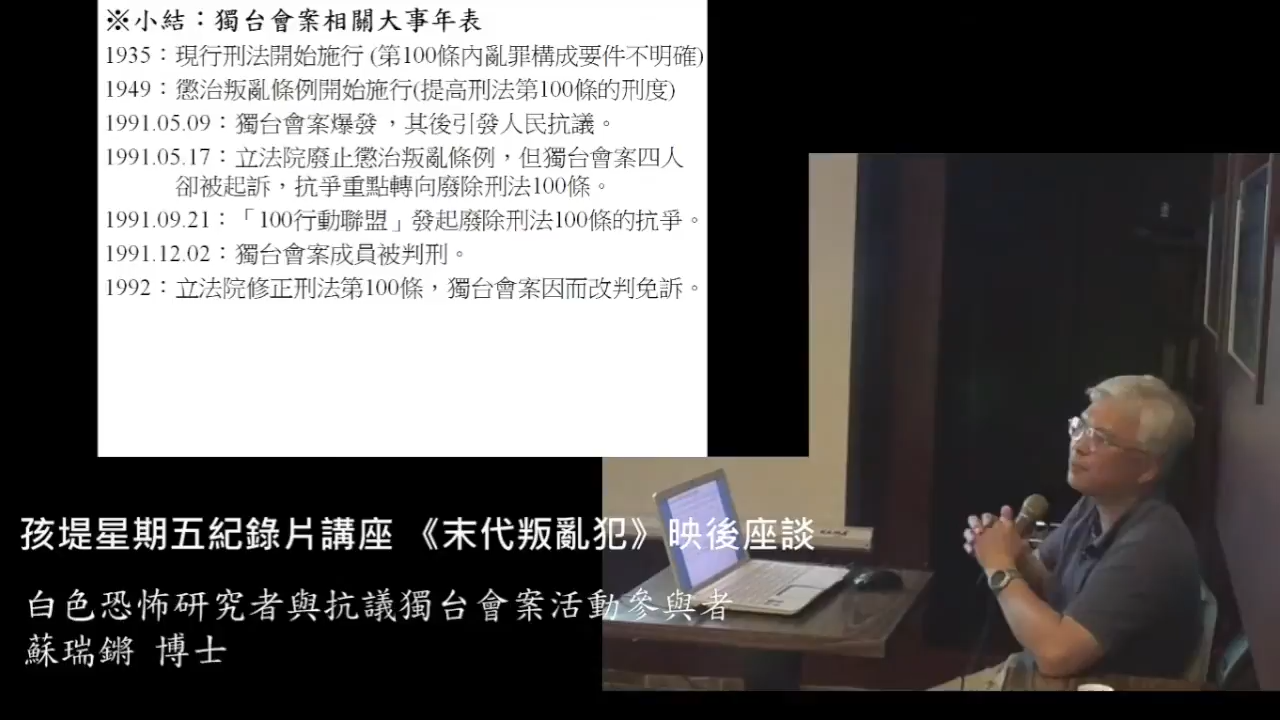 ※小結：獨台會案相關大事年表
1935：現行刑法開始施行 (第100條內亂罪構成要件不明確)
1949：懲治叛亂條例開始施行(提高刑法第100條的刑度)
1991.05.09：獨台會案爆發，其後引發人民抗議。
1991.05.17：立法院廢止懲治叛亂條例，但獨台會案四人
卻被起訴，抗爭重點轉向廢除刑法100條。
1991.09.21：「100行動聯盟」發起廢除刑法100條的抗爭。
1991.12.02：獨台會案成員被判刑。
1992：立法院修正刑法第100條，獨台會案因而改判免訴。
孩堤星期五紀錄片講座 《末代叛亂犯》映後座談
白色恐怖研究者與抗議獨台會案活動參與者
蘇瑞鏘 博士